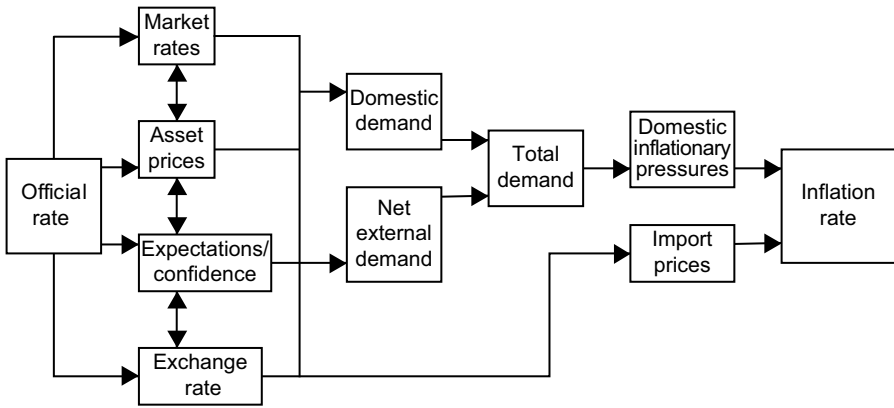 Market
rates
Asset
prices
Official
rate
Expectations/
confidence
Exchange
rate
Domestic
demand
Net
external
demand
Total
demand
Domestic
inflationary
pressures
Import
prices
Inflation
rate